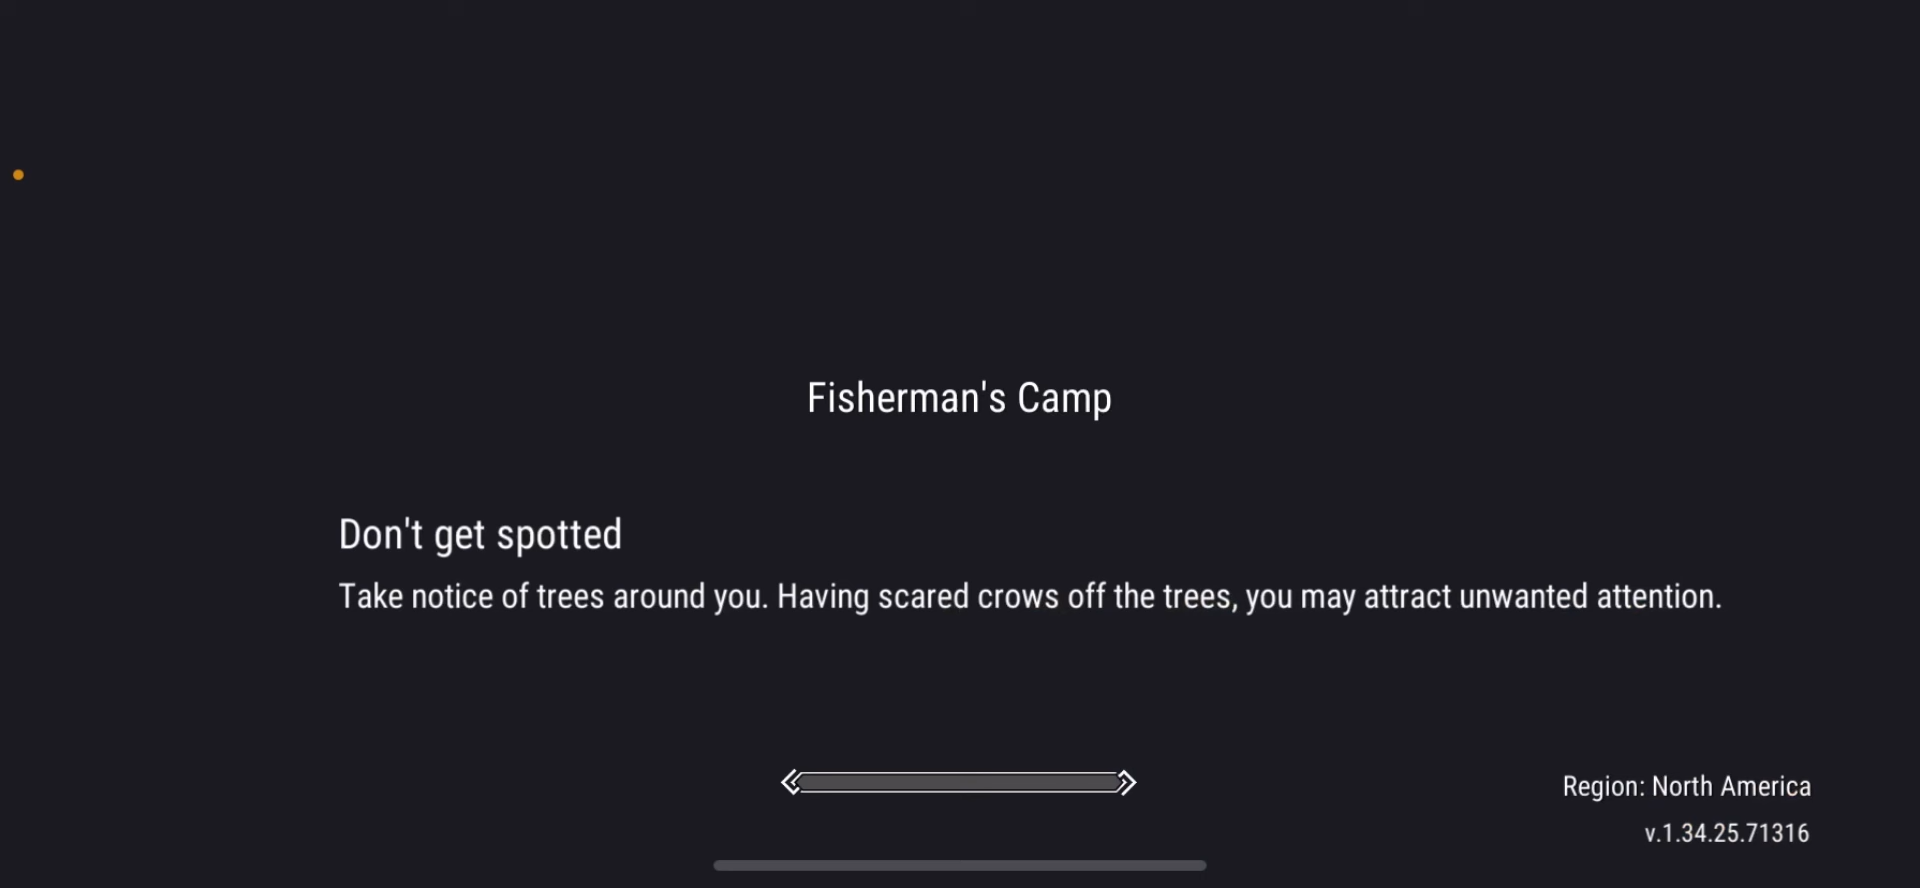 Fisherman's Camp
Don't get spotted
Take notice of trees around you. Having scared crows off the trees, you may attract unwanted attention.
Region: North America
v.1.34.25.71316